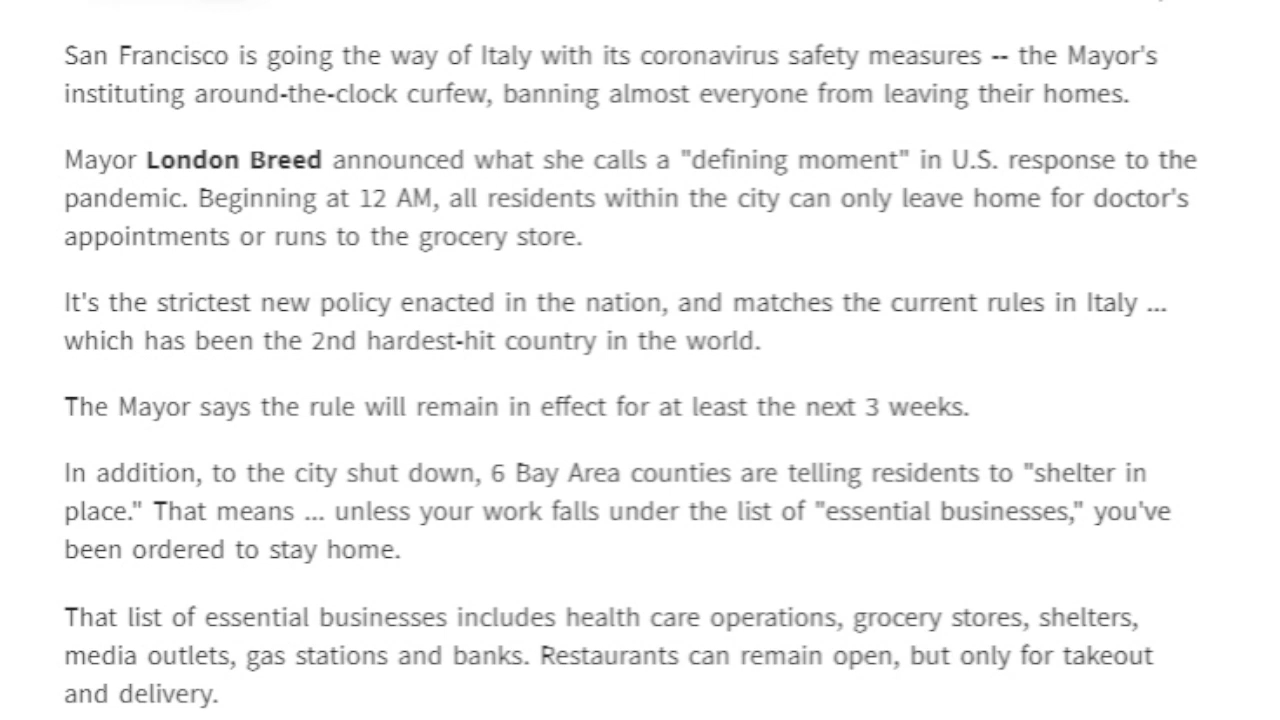 San Francisco is going the way of Italy with its coronavirus safety measures -- the Mayor's
instituting around-the-clock curfew, banning almost everyone from leaving their homes.
Mayor London Breed announced what she calls a "defining moment" in U.S. response to the
pandemic. Beginning at 12 AM, all residents within the city can only leave home for doctor's
appointments or runs to the grocery store.
It's the strictest new policy enacted in the nation, and matches the current rules in Italy ...
which has been the 2nd hardest-hit country in the world.
The Mayor says the rule will remain in effect for at least the next 3 weeks.
In addition, to the city shut down, 6 Bay Area counties are telling residents to "shelter in
place." That means ... unless your work falls under the list of "essential businesses," you've
been ordered to stay home.
That list of essential businesses includes health care operations, grocery stores, shelters,
media outlets, gas stations and banks. Restaurants can remain open, but only for takeout
and delivery.